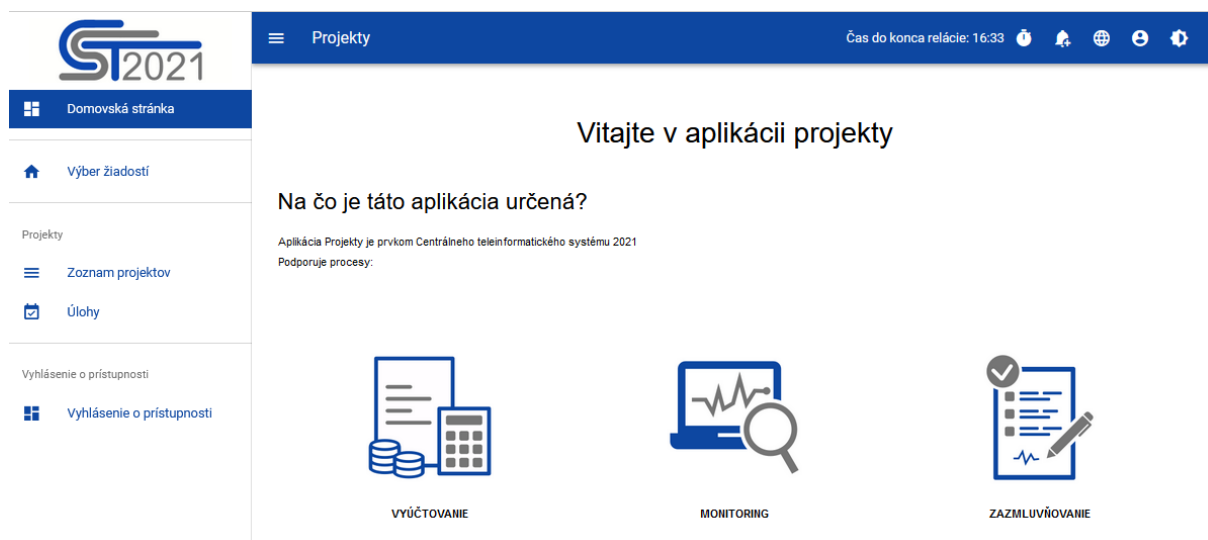 CST2021
Projekty
Čas do konca relácie: 16:33
Domovská stránka
Výber žiadostí
Projekty
Zoznam projektov
Úlohy
Vyhlásenie o prístupnosti
Vyhlásenie o prístupnosti
Vitajte v aplikácii projekty
Na čo je táto aplikácia určená?
Aplikácia Projekty je prvkom Centrálneho teleinformatického systému 2021
Podporuje procesy:
VYÚČTOVANIE
MONITORING
ZAZMLUVŇOVANIE